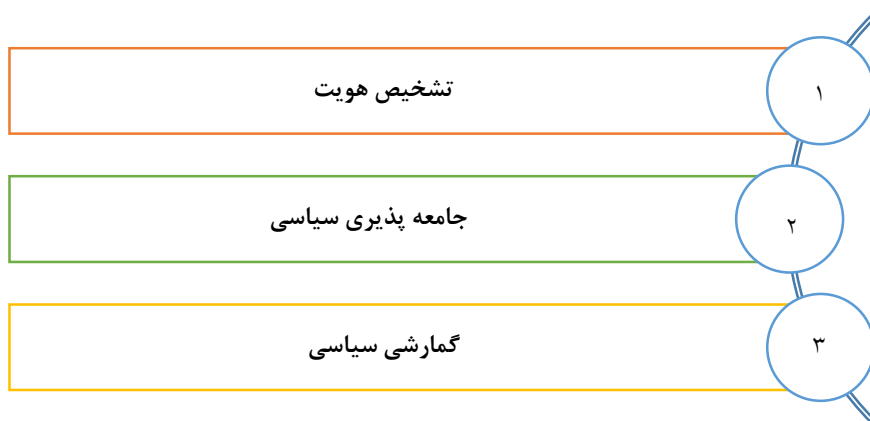 ۱ تشخیص هویت
۲ جامعه پذیری سیاسی
۳ گمارشی سیاسی